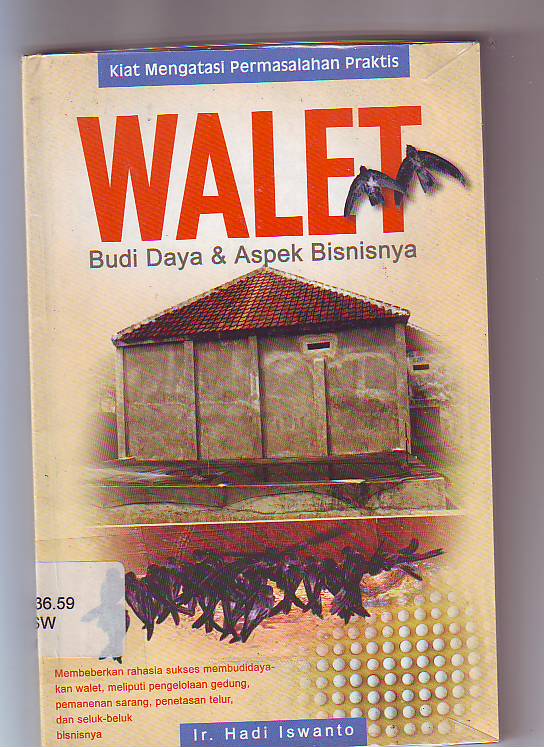 Kiat Mengatasi Permasalahan Praktis
WALET
Budi Daya & Aspek Bisnisnya
36.59
SW
Membeberkan rahasia sukses membudidaya-
kan walet, meliputi pengelolaan gedung,
pemanenan sarang, penetasan telur,
dan seluk-beluk
bisnisnya
Ir. Hadi Iswanto